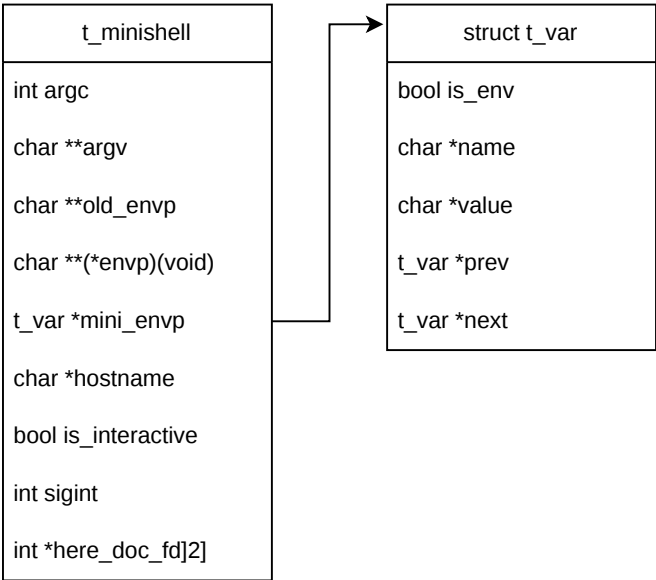 t_minishell
int argc
char **argv
char **old_envp
char **(*envp)(void)
t_var *mini_envp
char *hostname
bool is_interactive
int sigint
int *here_doc_fd]2]
struct t_var
bool is_env
char *name
char *value
t_var *prev
t_var *next